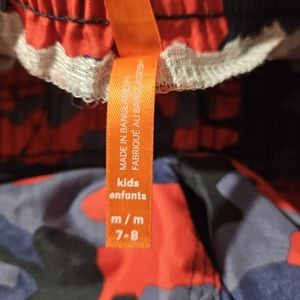 MADE IN BANGLADESH
FABRIQUÉ AU BANGLADESH
kids
enfants
m/m
7-8